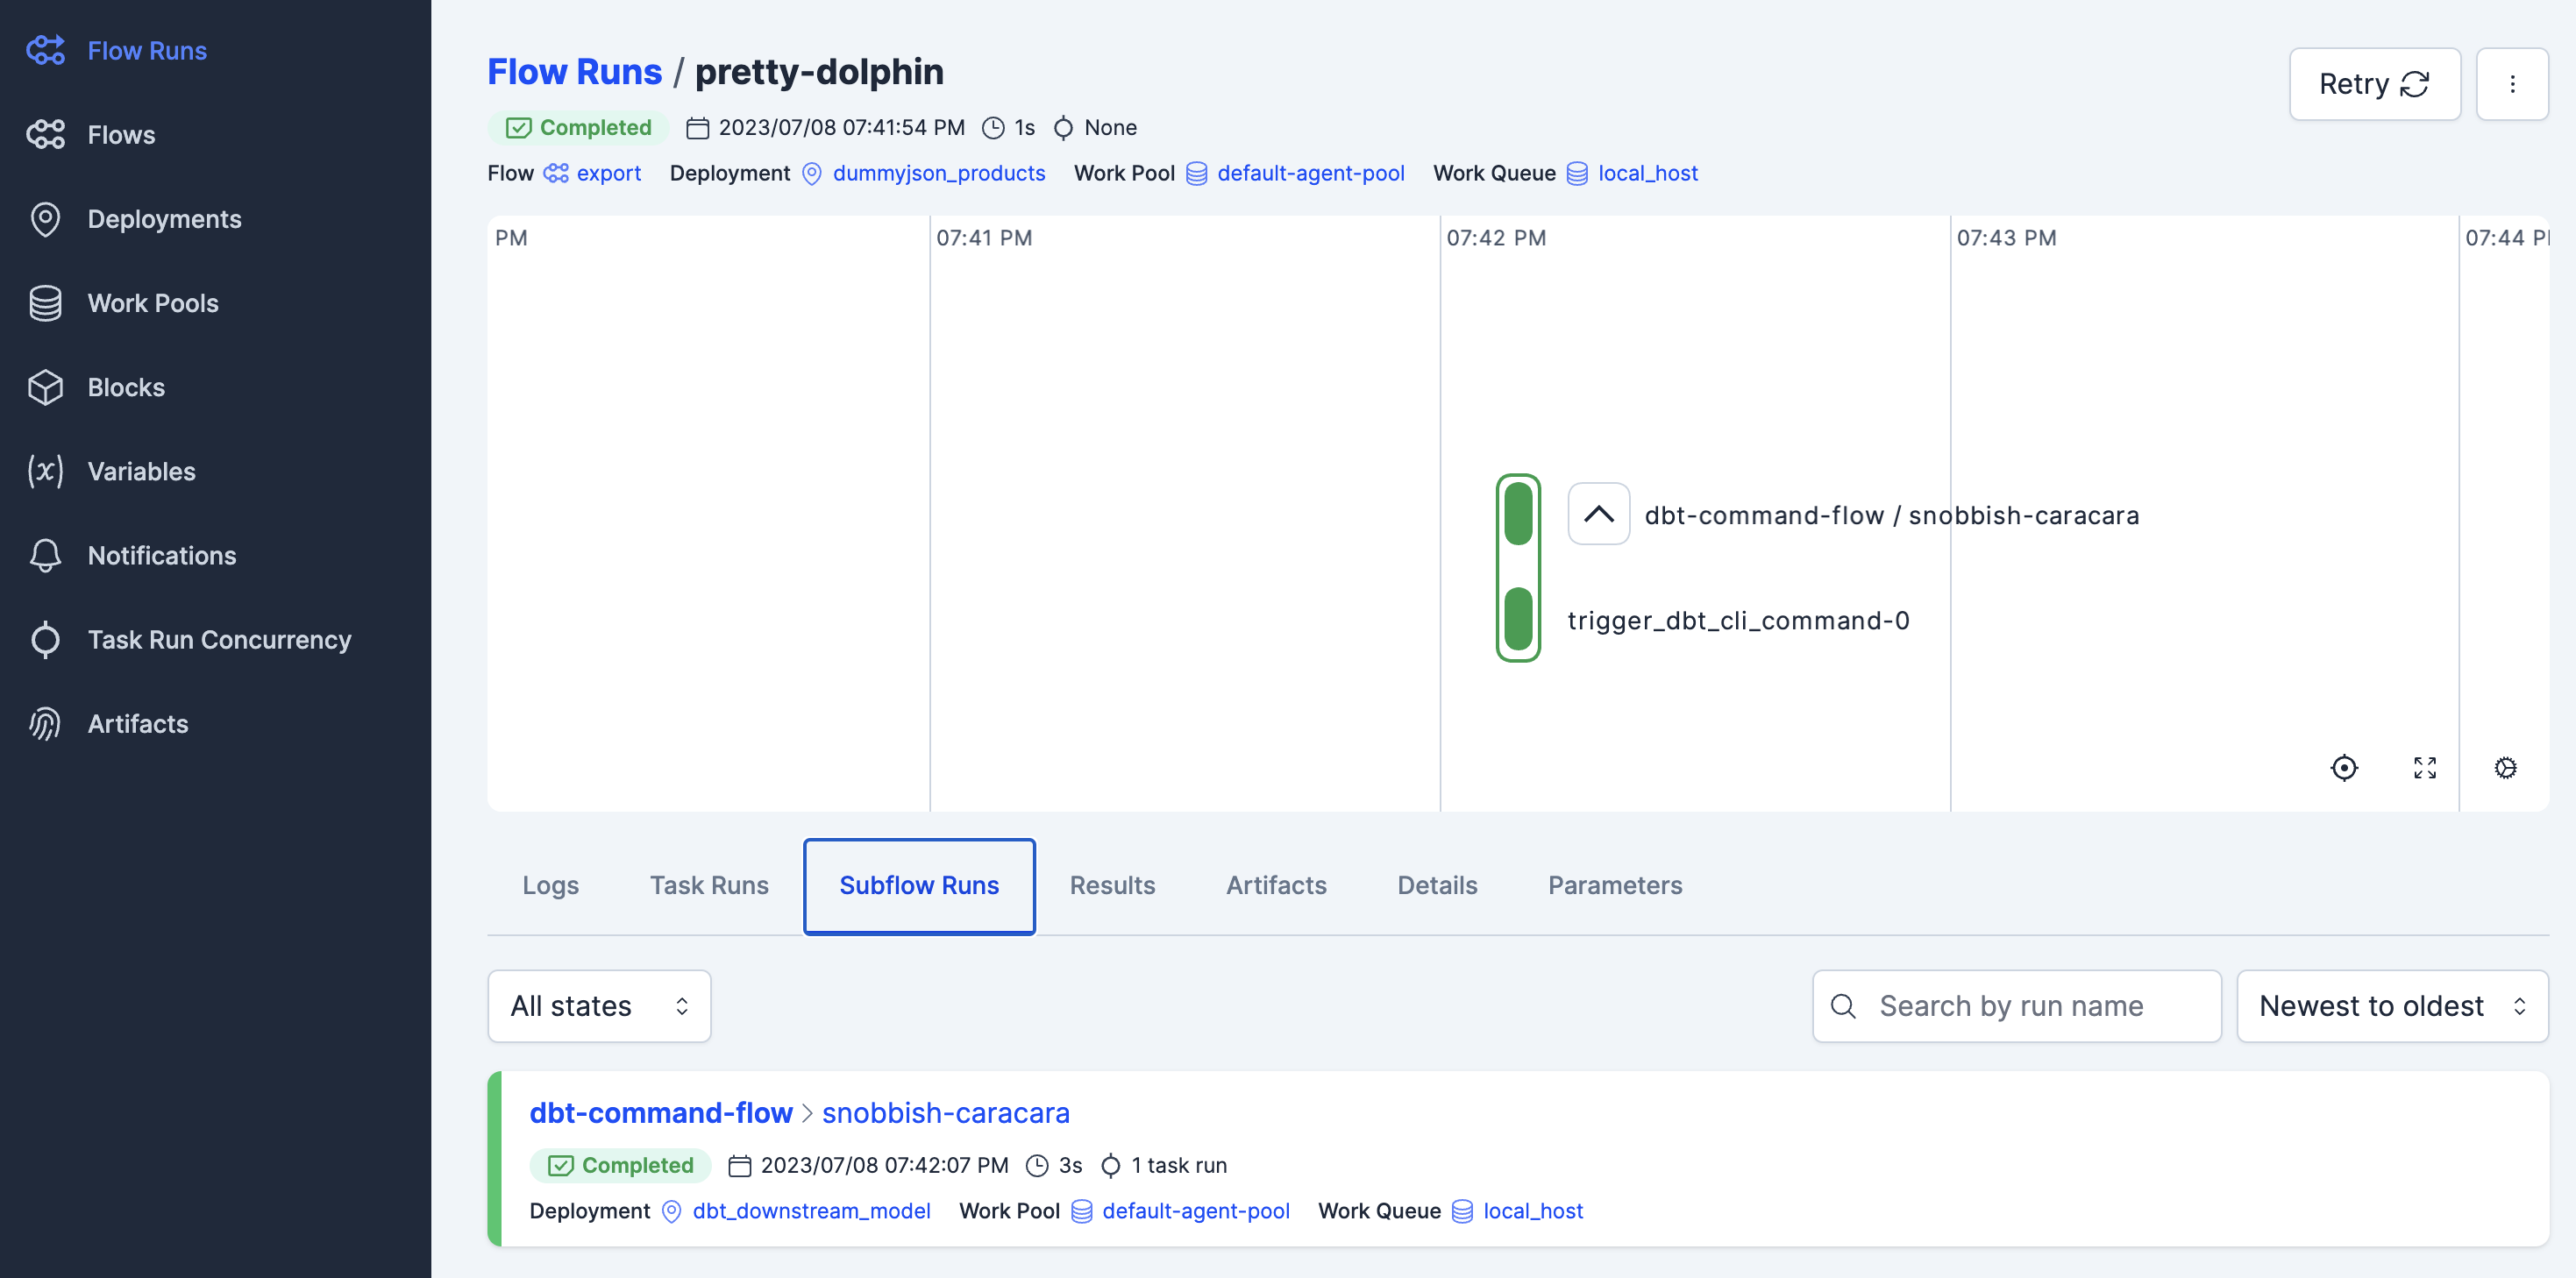 Flow Runs
Flows
Deployments
Work Pools
Blocks
Variables
Notifications
Task Run Concurrency
Artifacts
Flow Runs / pretty-dolphin
Retry
Completed 2023/07/08 07:41:54 PM 1s None
Flow export Deployment dummyjson_products Work Pool default-agent-pool Work Queue local_host
PM 07:41 PM 07:42 PM 07:43 PM 07:44 P
dbt-command-flow / snobbish-caracara
trigger_dbt_cli_command-0
Logs Task Runs Subflow Runs Results Artifacts Details Parameters
All states Search by run name Newest to oldest
dbt-command-flow > snobbish-caracara
Completed 2023/07/08 07:42:07 PM 3s 1 task run
Deployment dbt_downstream_model Work Pool default-agent-pool Work Queue local_host